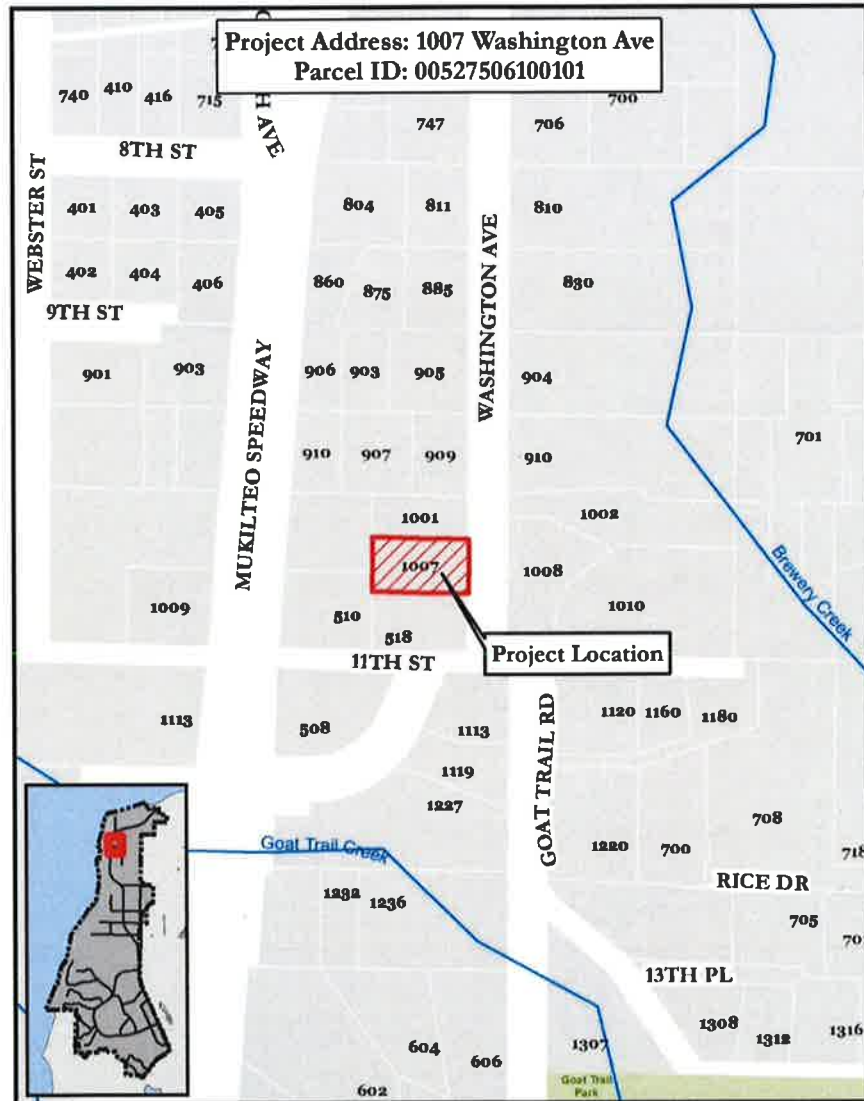 Project Address: 1007 Washington Ave
Parcel ID: 00527506100101
740 410 416 715
AVE
700
747 706
8TH ST
WEBSTER ST
401 403 405
804 811 810
402 404 406
860 875 885 830
9TH ST
WASHINGTON AVE
MUKILTEO SPEEDWAY
901 903
906 903 905 904
701
910 907 909 910
1001 1002
1007 1008
Brewery Creek
1009 510 1010
518
Project Location
11TH ST
1113 508 1113
1120 1160 1180
GOAT TRAIL RD
1119
1227
708
Goat Trail Creek
1220 700 718
RICE DR
1232 1236
705
13TH PL
1308 1312 1316
604 606 1307
602
Goat Trail
Park